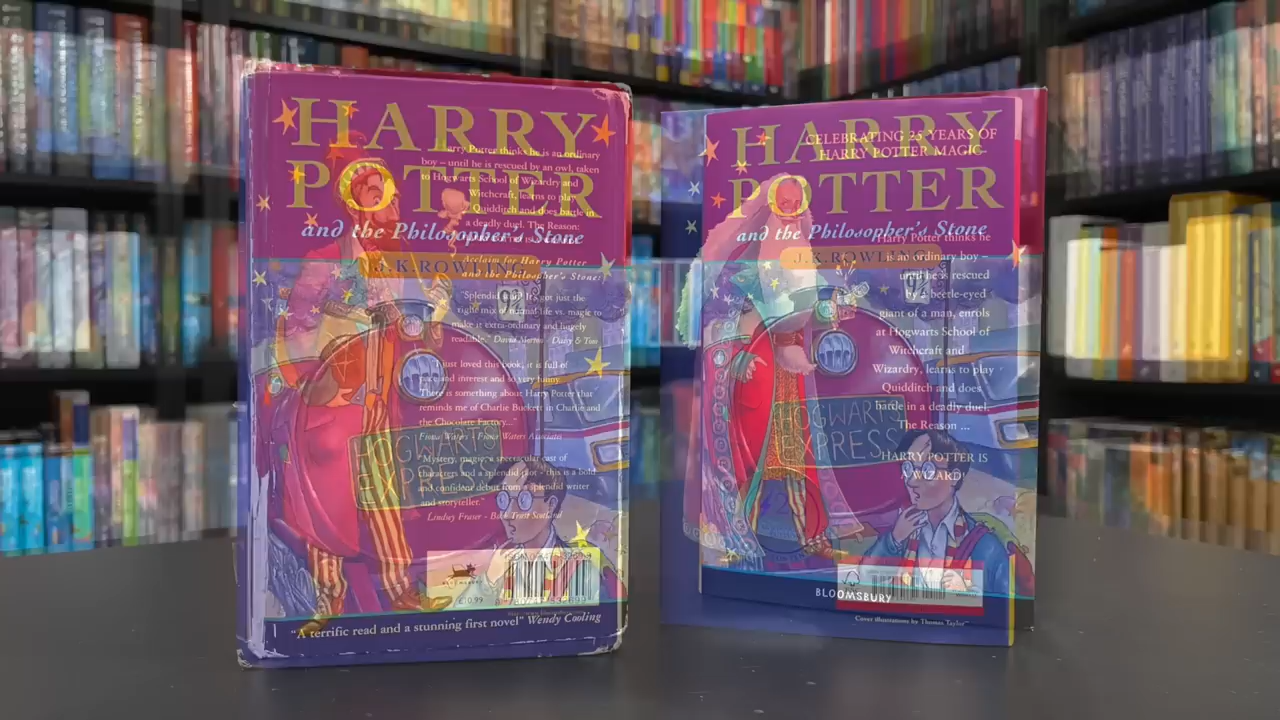 HARRY
POTTER
and the Philosopher's Stone
J.K.ROWLING
arry Potter thinks he is an ordinary
boy – until he is rescued by an owl, taken
to Hogwarts School of Wizardry and
Witchcraft, learns to play
Quidditch and does battle in
a deadly duel. The Reason:
Acclaim for Harry Potter
and the Philosopher's Stone:
It's not just the
right mix of normal life vs. magic to
make it extra-ordinary and hugely
readable." David Morton - Daisy & Tom
just loved this book, it is full of
pace and interest and is very funny.
There is something about Harry Potter that
reminds me of Charlie Bucket in Charlie and
the Chocolate Factory..."
Fiona Waters - Fiona Waters Associates
"Mystery, magic, a spectacular cast of
characters and a splendid plot - this is a bold
and confident debut from a splendid writer
and storyteller."
Lindsey Fraser - Book Trust Scotland
HOGWARTS
EXPRESS
£10.99
"A terrific read and a stunning first novel" Wendy Cooling
HARRY
POTTER
and the Philosopher's Stone
J.K.ROWLING
CELEBRATING 25 YEARS OF
HARRY POTTER MAGIC
Harry Potter thinks he
is an ordinary boy –
until he is rescued
by a beetle-eyed
giant of a man, enrols
at Hogwarts School of
Witchcraft and
Wizardry, learns to play
Quidditch and does
battle in a deadly duel.
The Reason ...
HARRY POTTER IS
A WIZARD!
HOGWARTS
EXPRESS
BLOOMSBURY
Cover illustrations by Thomas Taylor